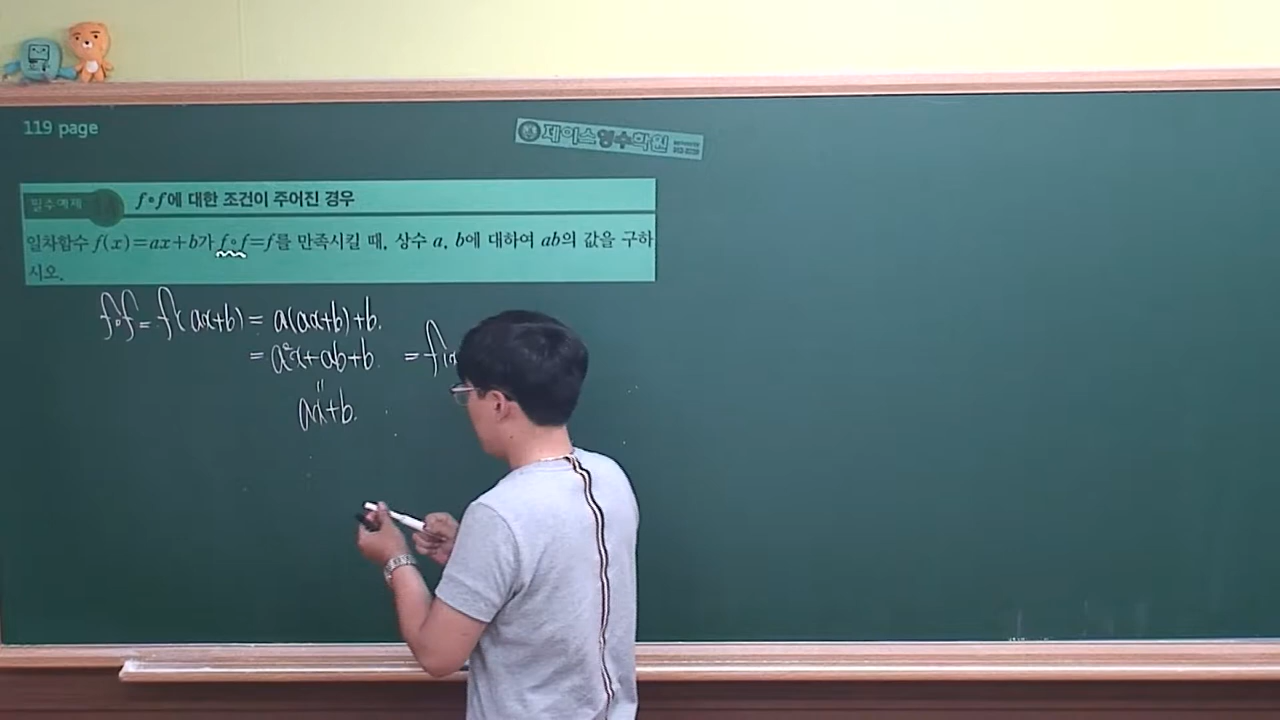 119 page
제이스영수학원
필수예제
f∘f에 대한 조건이 주어진 경우
일차함수 f(x)=ax+b가 f∘f=f를 만족시킬 때, 상수 a, b에 대하여 ab의 값을 구하
시오.
f∘f = f(ax+b) = a(ax+b)+b.
= a²x+ab+b. = f(x
"
ax+b.